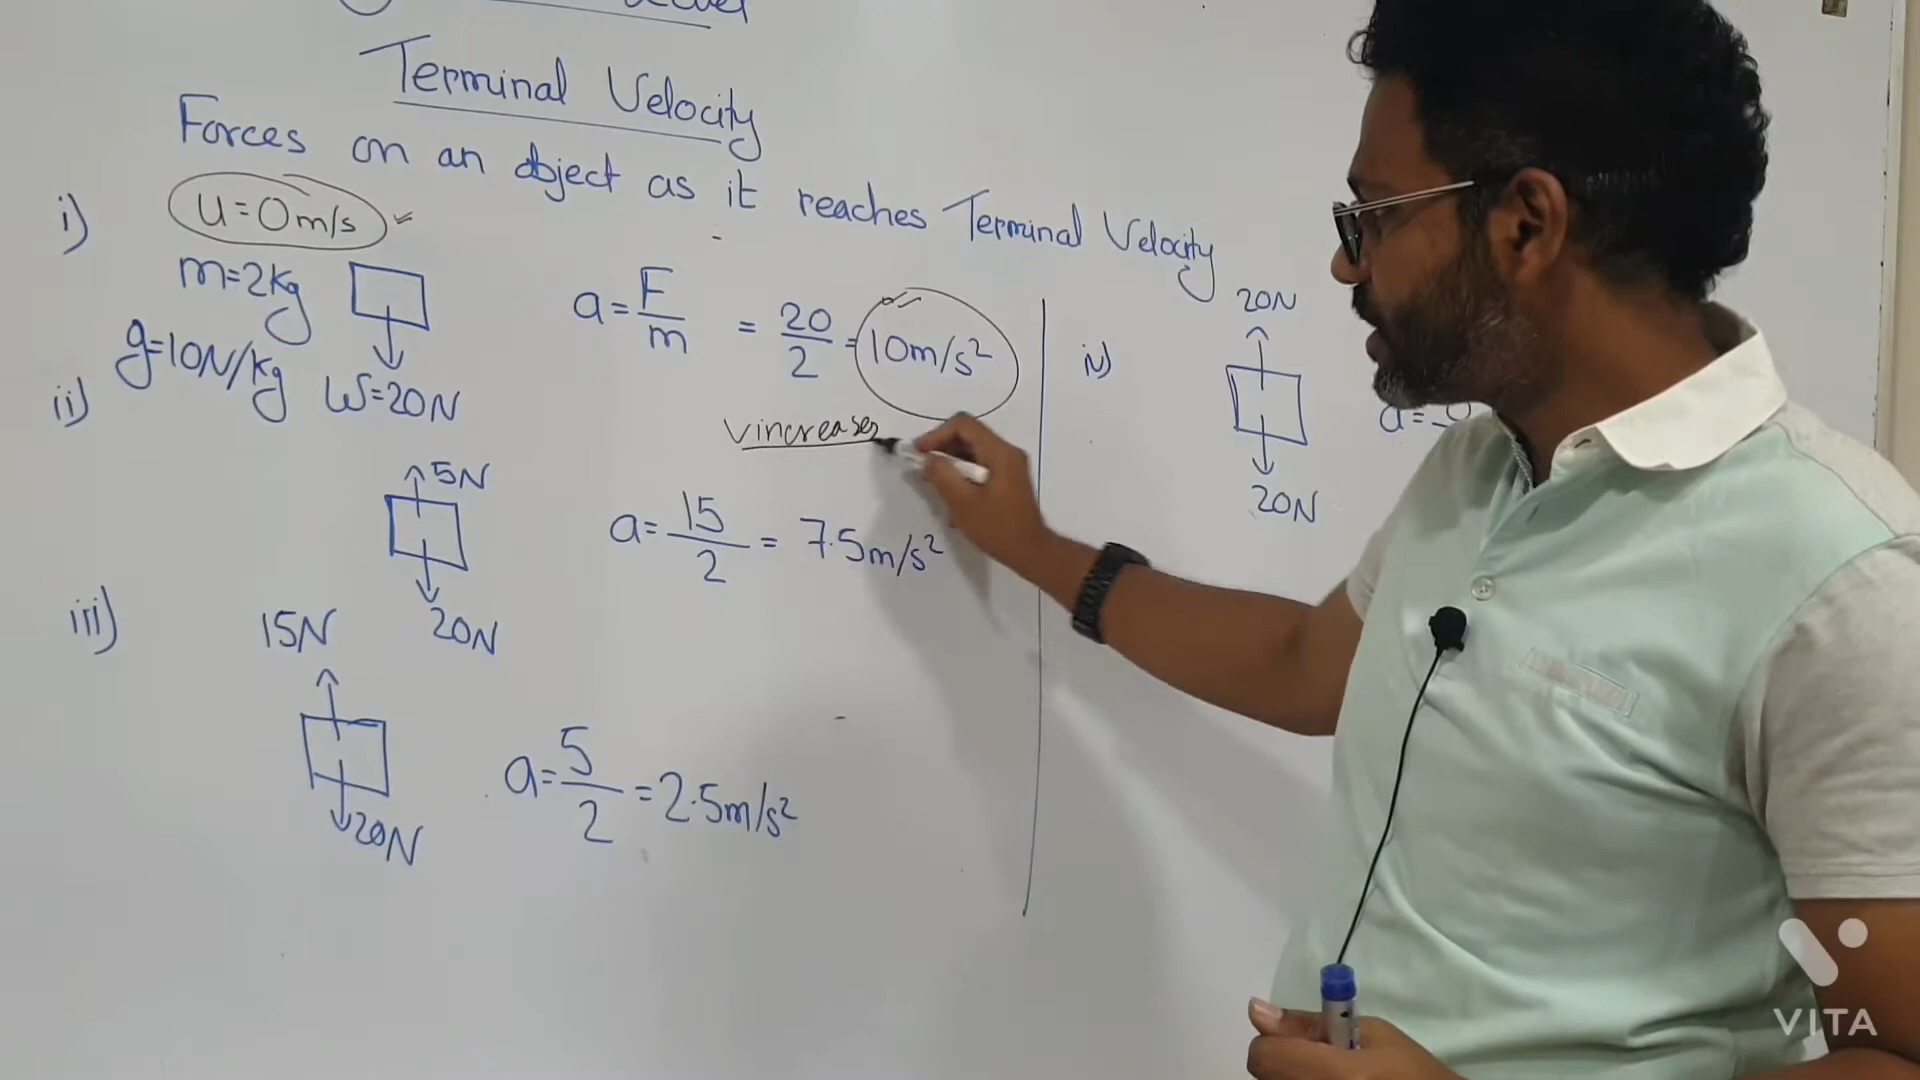 Terminal Velocity
Forces on an object as it reaches Terminal Velocity
i)
u=0m/s
m=2kg
g=10N/kg
W=20N
a=F/m = 20/2 = 10m/s²
v increases
ii)
5N
20N
a=15/2 = 7.5m/s²
iii)
15N
20N
a=5/2 =2.5m/s²
iv)
20N
20N
a=0
VITA